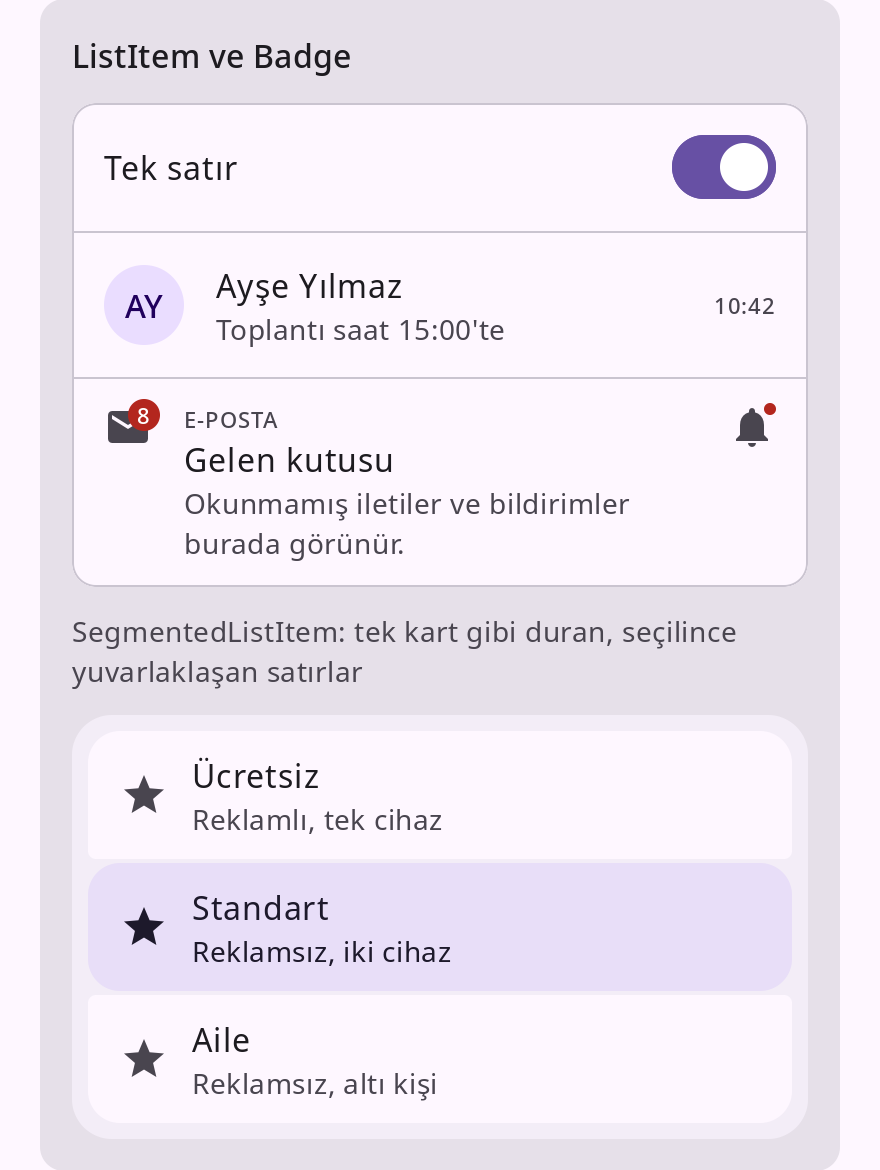 ListItem ve Badge
Tek satır
AY
Ayşe Yılmaz
Toplantı saat 15:00'te
10:42
8
E-POSTA
Gelen kutusu
Okunmamış iletiler ve bildirimler
burada görünür.
SegmentedListItem: tek kart gibi duran, seçilince
yuvarlaklaşan satırlar
Ücretsiz
Reklamlı, tek cihaz
Standart
Reklamsız, iki cihaz
Aile
Reklamsız, altı kişi